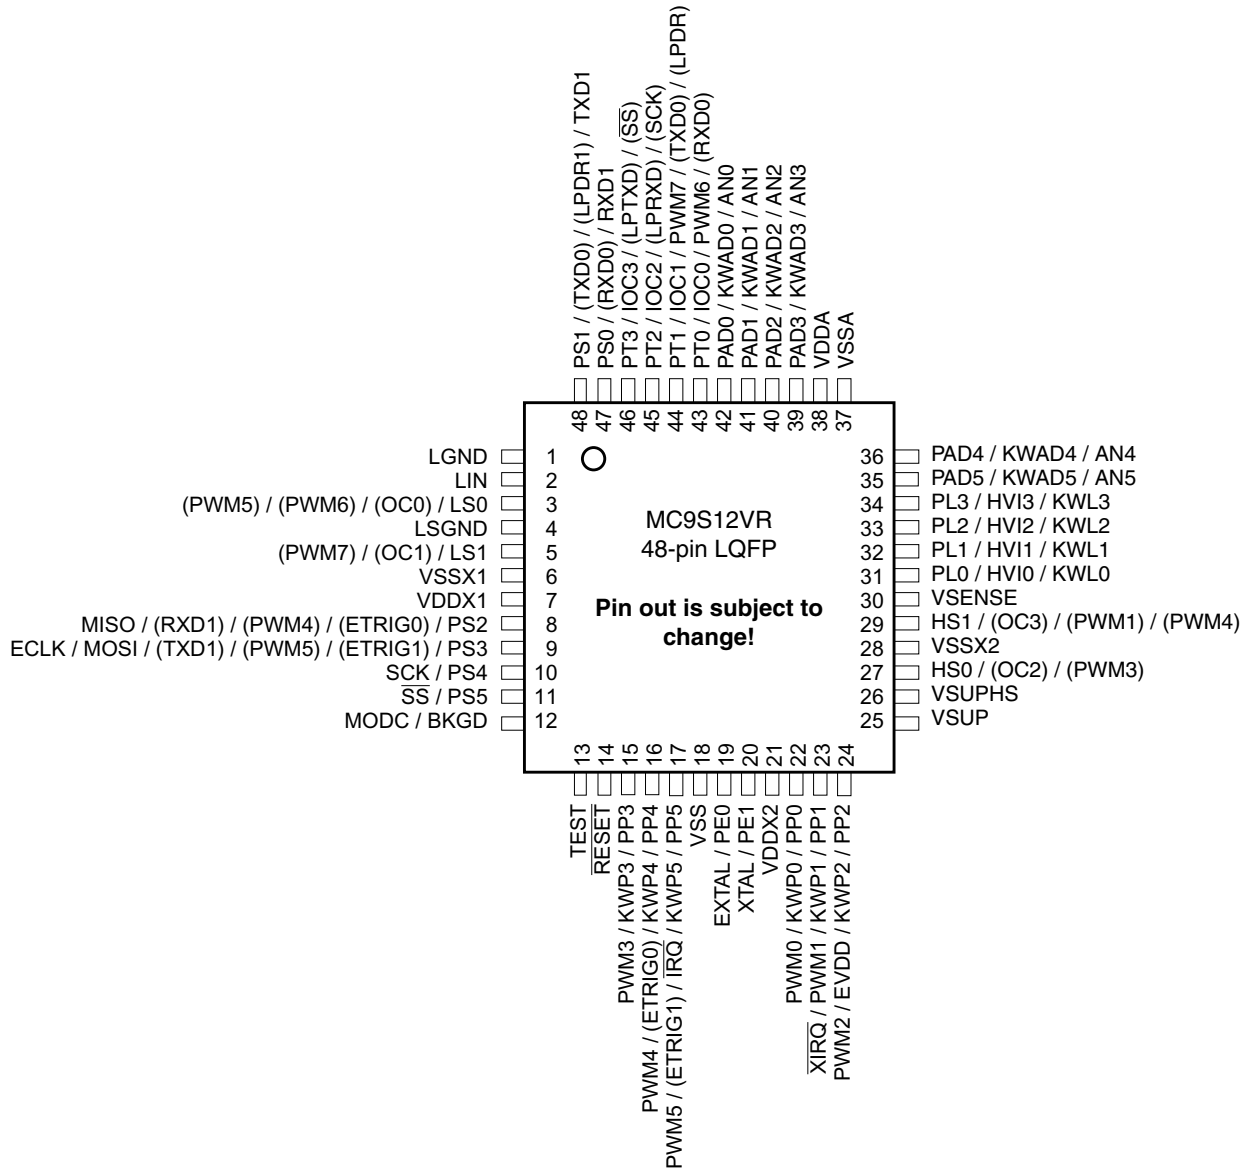 PS1 / (TXD0) / (LPDR1) / TXD1
PS0 / (RXD0) / RXD1
PT3 / IOC3 / (LPTXD) / (SS)
PT2 / IOC2 / (LPRXD) / (SCK)
PT1 / IOC1 / PWM7 / (TXD0) / (LPDR)
PT0 / IOC0 / PWM6 / (RXD0)
PAD0 / KWAD0 / AN0
PAD1 / KWAD1 / AN1
PAD2 / KWAD2 / AN2
PAD3 / KWAD3 / AN3
VDDA
VSSA
48
47
46
45
44
43
42
41
40
39
38
37
LGND 1
LIN 2
(PWM5) / (PWM6) / (OC0) / LS0 3
LSGND 4
(PWM7) / (OC1) / LS1 5
VSSX1 6
VDDX1 7
MISO / (RXD1) / (PWM4) / (ETRIG0) / PS2 8
ECLK / MOSI / (TXD1) / (PWM5) / (ETRIG1) / PS3 9
SCK / PS4 10
SS / PS5 11
MODC / BKGD 12
MC9S12VR
48-pin LQFP
Pin out is subject to
change!
36 PAD4 / KWAD4 / AN4
35 PAD5 / KWAD5 / AN5
34 PL3 / HVI3 / KWL3
33 PL2 / HVI2 / KWL2
32 PL1 / HVI1 / KWL1
31 PL0 / HVI0 / KWL0
30 VSENSE
29 HS1 / (OC3) / (PWM1) / (PWM4)
28 VSSX2
27 HS0 / (OC2) / (PWM3)
26 VSUPHS
25 VSUP
13
14
15
16
17
18
19
20
21
22
23
24
TEST
RESET
PWM3 / KWP3 / PP3
PWM4 / (ETRIG0) / KWP4 / PP4
PWM5 / (ETRIG1) / IRQ / KWP5 / PP5
VSS
EXTAL / PE0
XTAL / PE1
VDDX2
PWM0 / KWP0 / PP0
XIRQ / PWM1 / KWP1 / PP1
PWM2 / EVDD / KWP2 / PP2